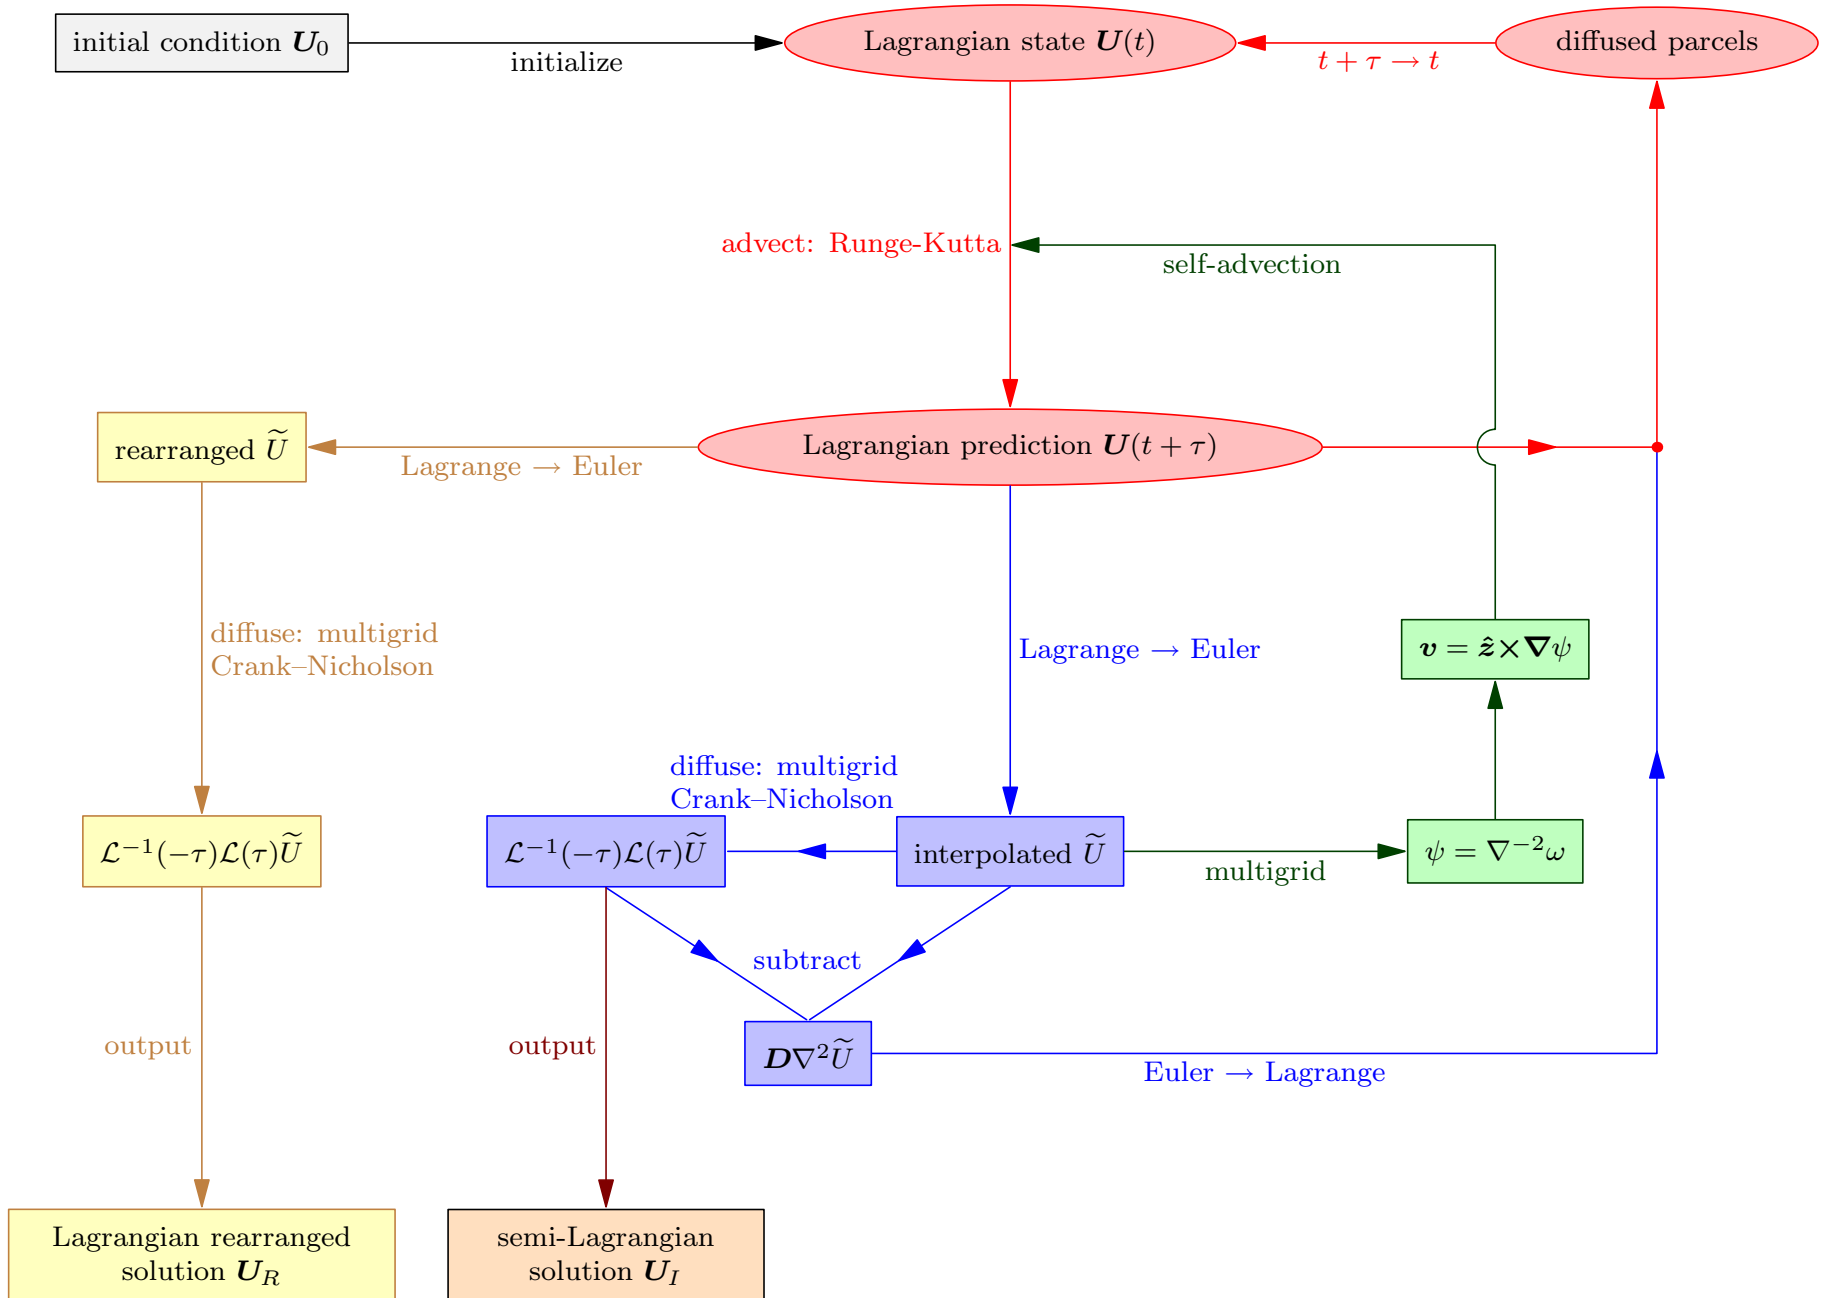 initial condition 𝑼₀
initialize
Lagrangian state 𝑼(t)
t + τ → t
diffused parcels
advect: Runge-Kutta
self-advection
rearranged Ũ
Lagrange → Euler
Lagrangian prediction 𝑼(t + τ)
diffuse: multigrid
Crank–Nicholson
Lagrange → Euler
𝒗 = 𝒛̂×𝛁ψ
diffuse: multigrid
Crank–Nicholson
ℒ⁻¹(−τ)ℒ(τ)Ũ
ℒ⁻¹(−τ)ℒ(τ)Ũ
interpolated Ũ
multigrid
ψ = ∇⁻²ω
subtract
output
output
𝑫∇²Ũ
Euler → Lagrange
Lagrangian rearranged
solution 𝑼_R
semi-Lagrangian
solution 𝑼_I